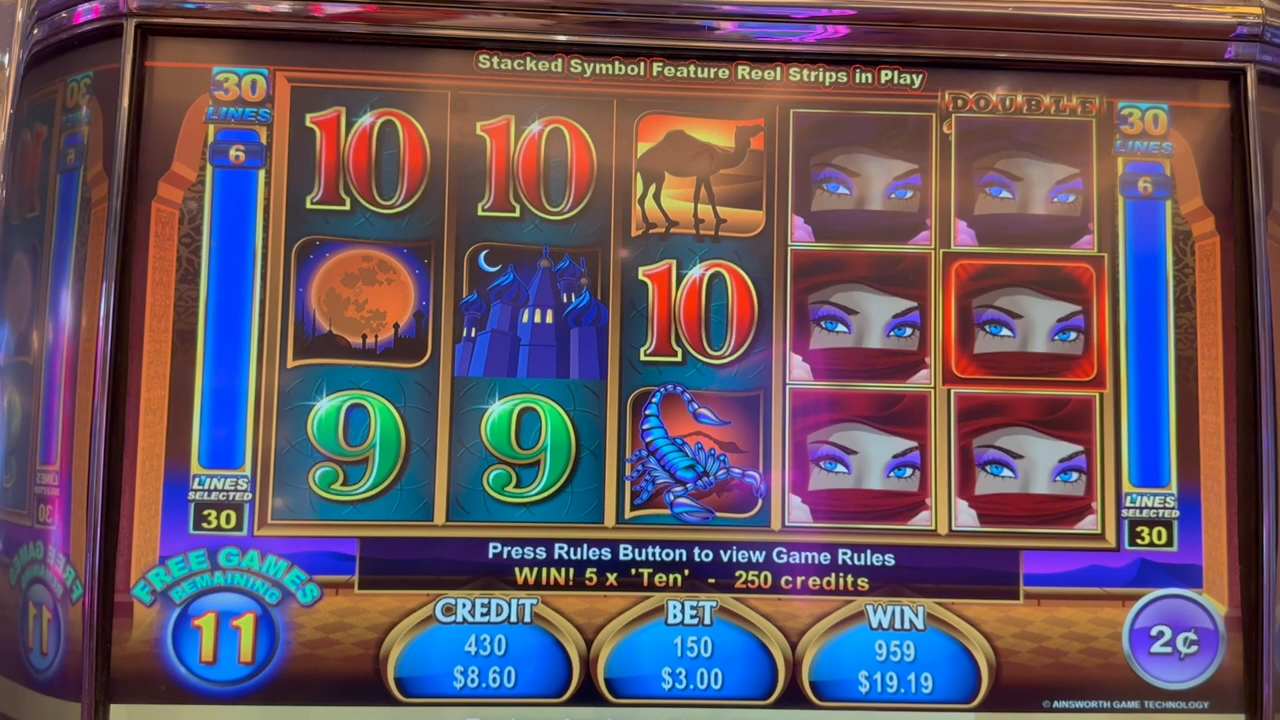 Stacked Symbol Feature Reel Strips in Play
DOUBLE
30
LINES
6
30
LINES
6
10
10
10
9
9
LINES
SELECTED
30
LINES
SELECTED
30
Press Rules Button to view Game Rules
WIN! 5 x 'Ten' - 250 credits
FREE GAMES
REMAINING
11
CREDIT
430
$8.60
BET
150
$3.00
WIN
959
$19.19
2¢
© AINSWORTH GAME TECHNOLOGY